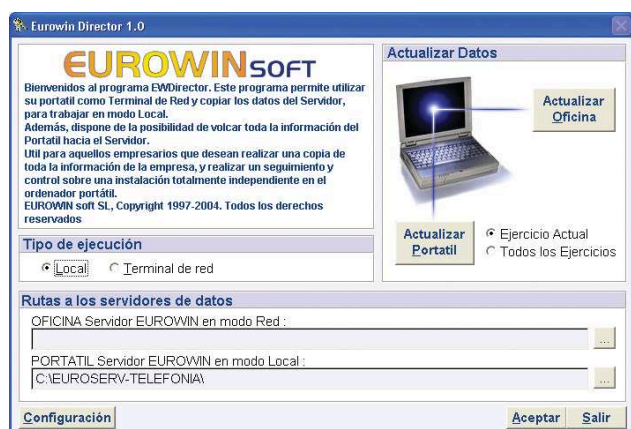 Eurowin Director 1.0
EUROWINSOFT
Bienvenidos al programa EWDirector. Este programa permite utilizar
su portatil como Terminal de Red y copiar los datos del Servidor,
para trabajar en modo Local.
Además, dispone de la posibilidad de volcar toda la información del
Portatil hacia el Servidor.
Util para aquellos empresarios que desean realizar una copia de
toda la información de la empresa, y realizar un seguimiento y
control sobre una instalación totalmente independiente en el
ordenador portátil.
EUROWIN soft SL, Copyright 1997-2004. Todos los derechos
reservados
Tipo de ejecución
Local
Terminal de red
Actualizar Datos
Actualizar
Oficina
Actualizar
Portatil
Ejercicio Actual
Todos los Ejercicios
Rutas a los servidores de datos
OFICINA Servidor EUROWIN en modo Red :
...
PORTATIL Servidor EUROWIN en modo Local :
C:\EUROSERV-TELEFONIA\
...
Configuración
Aceptar
Salir